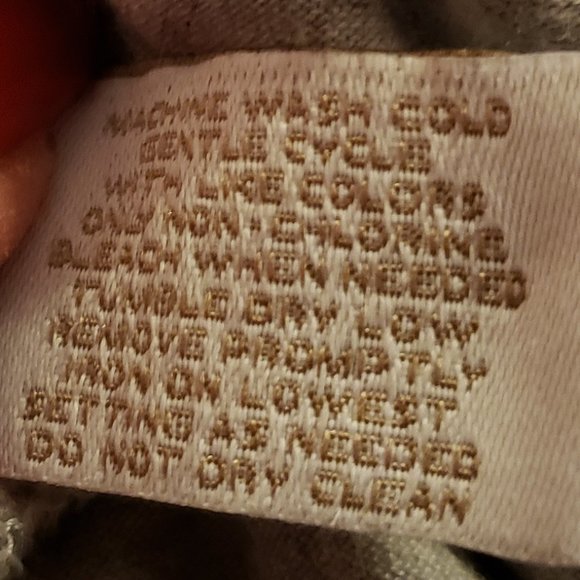 MACHINE WASH COLD
GENTLE CYCLE
WITH LIKE COLORS
ONLY NON-CHLORINE
BLEACH WHEN NEEDED
TUMBLE DRY LOW
REMOVE PROMPTLY
IRON ON LOWEST
SETTING AS NEEDED
DO NOT DRY CLEAN